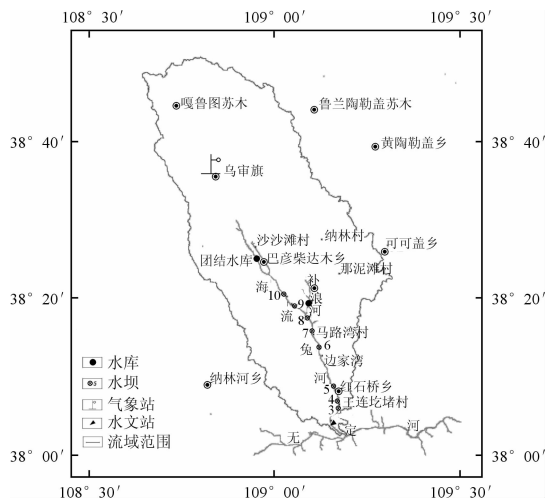 108° 30′ 109° 00′ 109° 30′
嘎鲁图苏木
鲁兰陶勒盖苏木
38° 40′ 38° 40′
黄陶勒盖乡
乌审旗
沙沙滩村
纳林村
可可盖乡
团结水库
巴彦柴达木乡
那泥滩村
补
浪
河
海
流
兔
河
38° 20′ 38° 20′
10
9
8
7
马路湾村
6
边家湾
水库
水坝
气象站
水文站
流域范围
纳林河乡
5
红石桥乡
4
王连圪堵村
3
无
定
河
38° 00′ 38° 00′
108° 30′ 109° 00′ 109° 30′